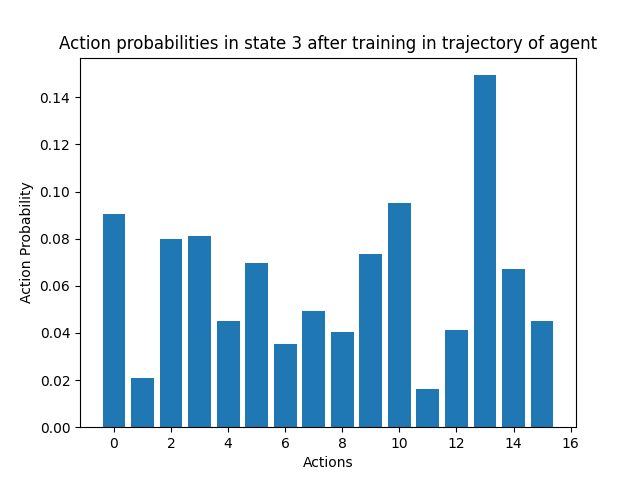 Action probabilities in state 3 after training in trajectory of agent
0.14
0.12
0.10
0.08
0.06
0.04
0.02
0.00
Action Probability
0 2 4 6 8 10 12 14 16
Actions